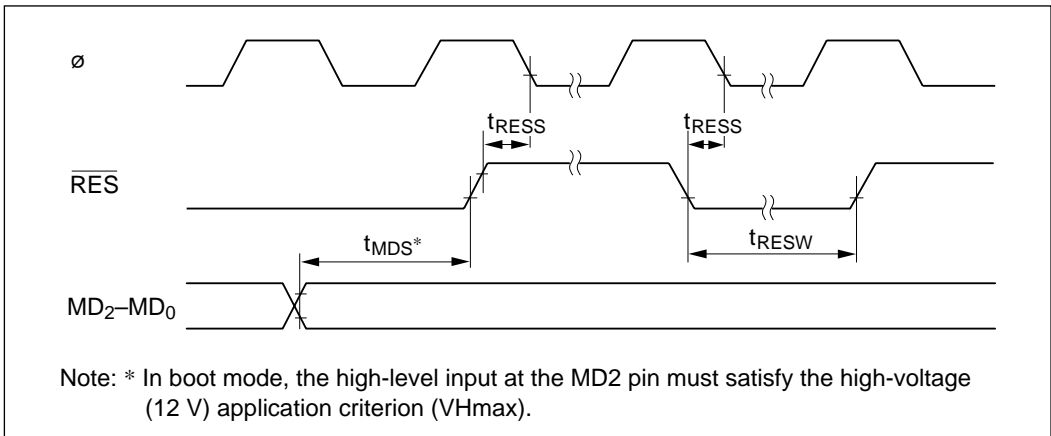 ø
tRESS tRESS
RES
tMDS* tRESW
MD2–MD0
Note: * In boot mode, the high-level input at the MD2 pin must satisfy the high-voltage
(12 V) application criterion (VHmax).